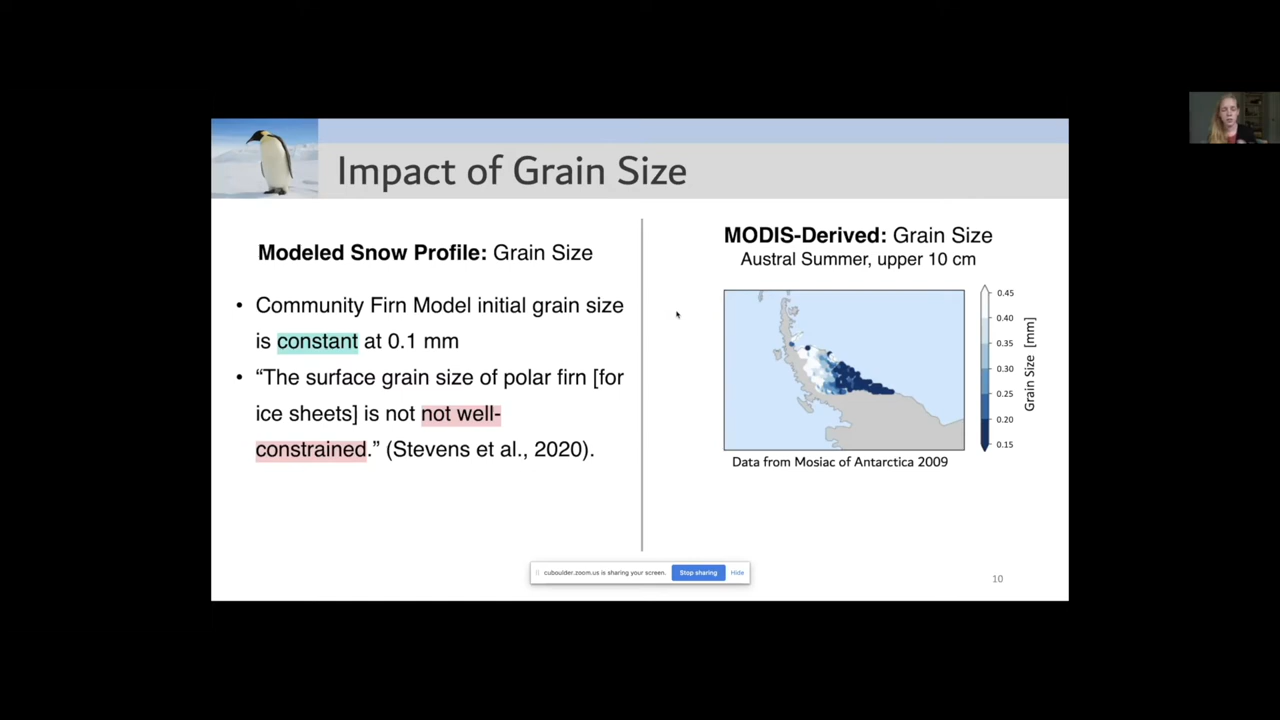 Impact of Grain Size
Modeled Snow Profile: Grain Size
• Community Firn Model initial grain size
is constant at 0.1 mm
• “The surface grain size of polar firn [for
ice sheets] is not not well-
constrained.” (Stevens et al., 2020).
MODIS-Derived: Grain Size
Austral Summer, upper 10 cm
0.45
0.40
0.35
0.30
0.25
0.20
0.15
Grain Size [mm]
Data from Mosiac of Antarctica 2009
cuboulder.zoom.us is sharing your screen.
Stop sharing
Hide
10